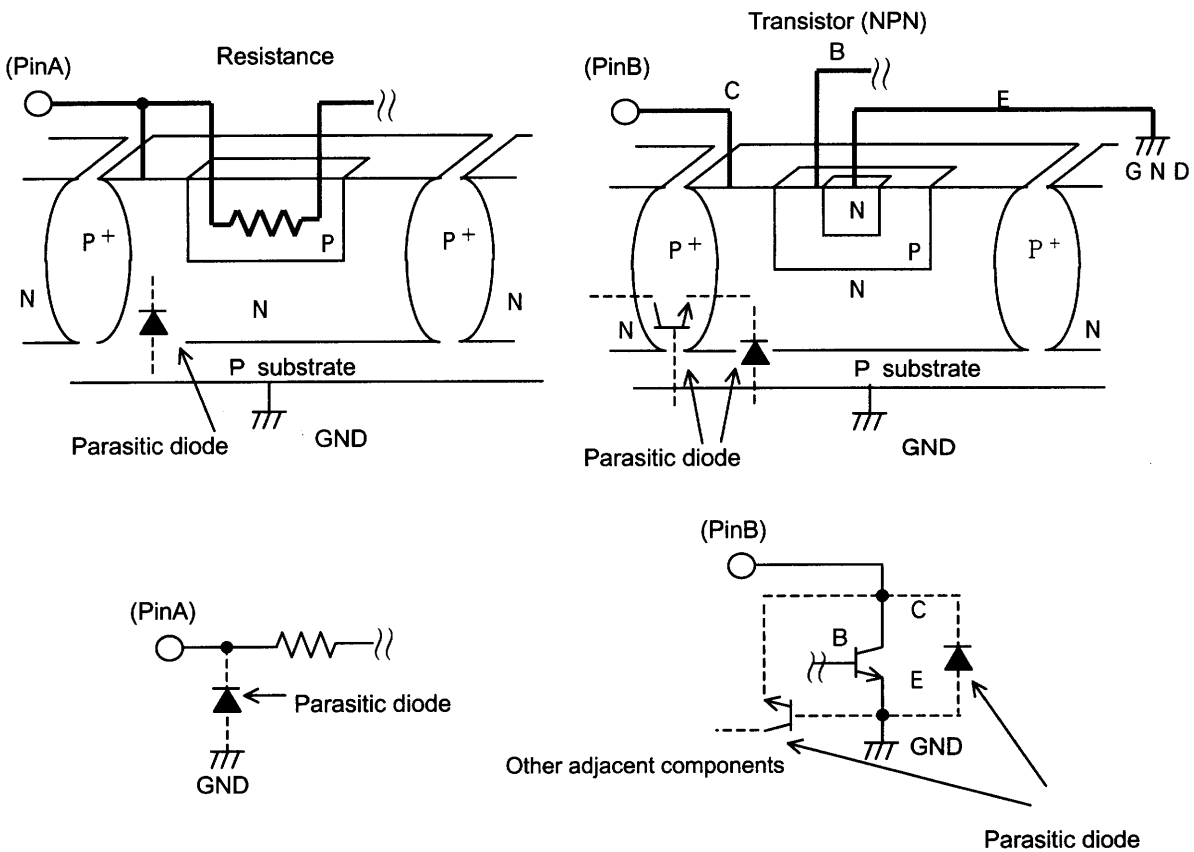 Resistance
(PinA)
P+
P
P+
N
N
N
P substrate
Parasitic diode
GND
Transistor (NPN)
B
(PinB)
C
E
GND
N
P+
P
P+
N
N
N
P substrate
Parasitic diode
GND
(PinA)
Parasitic diode
GND
(PinB)
C
B
E
GND
Other adjacent components
Parasitic diode